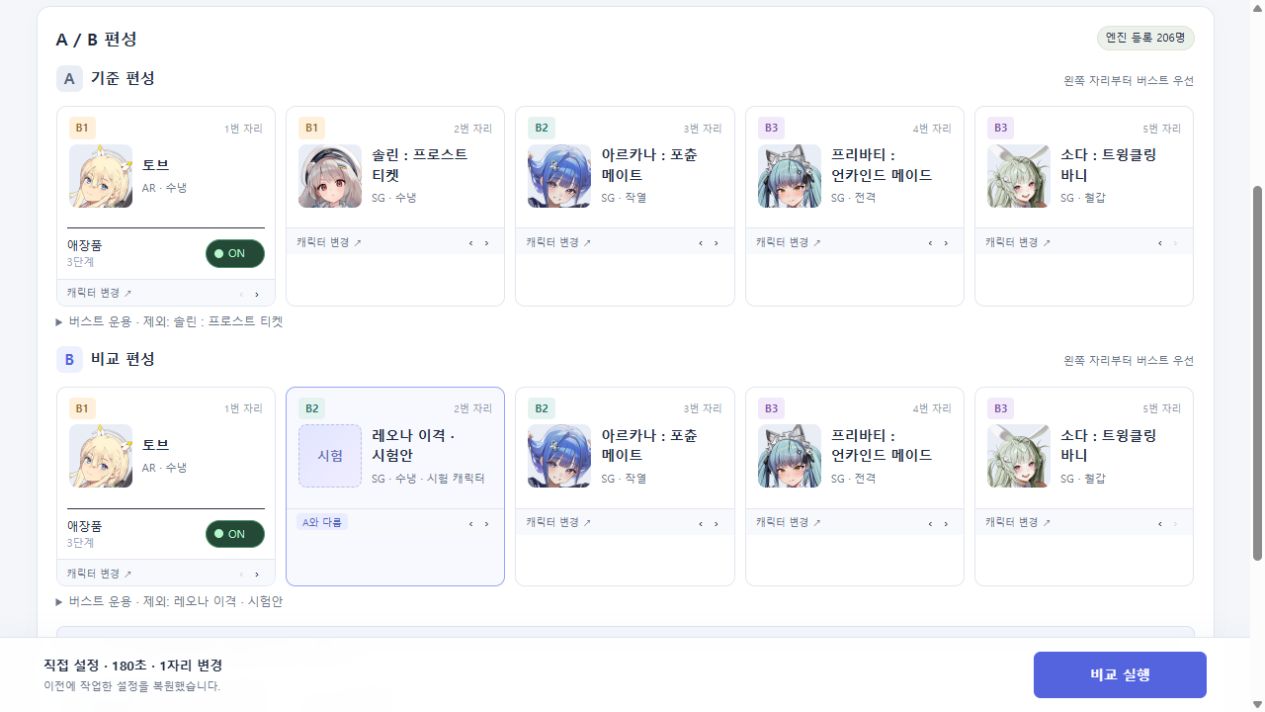 A / B 편성
엔진 등록 206명
A 기준 편성
왼쪽 자리부터 버스트 우선
B1 1번 자리
토브
AR · 수냉
애장품
3단계
ON
캐릭터 변경 ↗ ‹ ›
B1 2번 자리
솔린 : 프로스트
티켓
SG · 수냉
캐릭터 변경 ↗ ‹ ›
B2 3번 자리
아르카나 : 포츈
메이트
SG · 작열
캐릭터 변경 ↗ ‹ ›
B3 4번 자리
프리바티 :
언카인드 메이드
SG · 전격
캐릭터 변경 ↗ ‹ ›
B3 5번 자리
소다 : 트윙클링
바니
SG · 철갑
캐릭터 변경 ↗ ‹ ›
▶ 버스트 운용 · 제외: 솔린 : 프로스트 티켓
B 비교 편성
왼쪽 자리부터 버스트 우선
B1 1번 자리
토브
AR · 수냉
애장품
3단계
ON
캐릭터 변경 ↗ ‹ ›
B2 2번 자리
시험
레오나 이격 ·
시험안
SG · 수냉 · 시험 캐릭터
A와 다름 ‹ ›
B2 3번 자리
아르카나 : 포츈
메이트
SG · 작열
캐릭터 변경 ↗ ‹ ›
B3 4번 자리
프리바티 :
언카인드 메이드
SG · 전격
캐릭터 변경 ↗ ‹ ›
B3 5번 자리
소다 : 트윙클링
바니
SG · 철갑
캐릭터 변경 ↗ ‹ ›
▶ 버스트 운용 · 제외: 레오나 이격 · 시험안
직접 설정 · 180초 · 1자리 변경
이전에 작업한 설정을 복원했습니다.
비교 실행